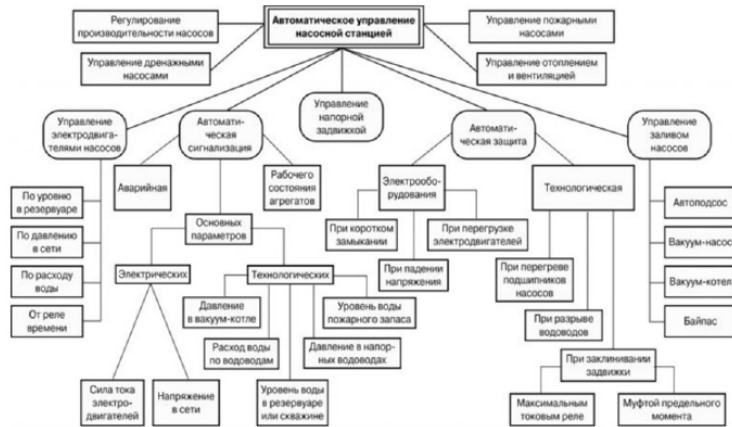 Автоматическое управление
насосной станцией
Регулирование
производительности насосов
Управление пожарными
насосами
Управление дренажными
насосами
Управление отоплением
и вентиляцией
Управление
электродвига-
телями насосов
Автомати-
ческая
сигнализация
Управление
напорной
задвижкой
Автомати-
ческая защита
Управление
заливом
насосов
По уровню
в резервуаре
По давлению
в сети
По расходу
воды
От реле
времени
Аварийная
Рабочего
состояния
агрегатов
Основных
параметров
Электрических
Технологических
Сила тока
электро-
двигателей
Напряжение
в сети
Давление
в вакуум-котле
Расход воды
по водоводам
Уровень воды
в резервуаре
или скважине
Давление в напор-
ных водоводах
Уровень воды
пожарного запаса
Электрообо-
рудования
При коротком
замыкании
При падении
напряжения
При перегрузке
электродвигателей
Технологическая
При перегреве
подшипников
насосов
При разрыве
водоводов
При заклинивании
задвижки
Максимальным
токовым реле
Муфтой предельного
момента
Автоподсос
Вакуум-насос
Вакуум-котел
Байпас